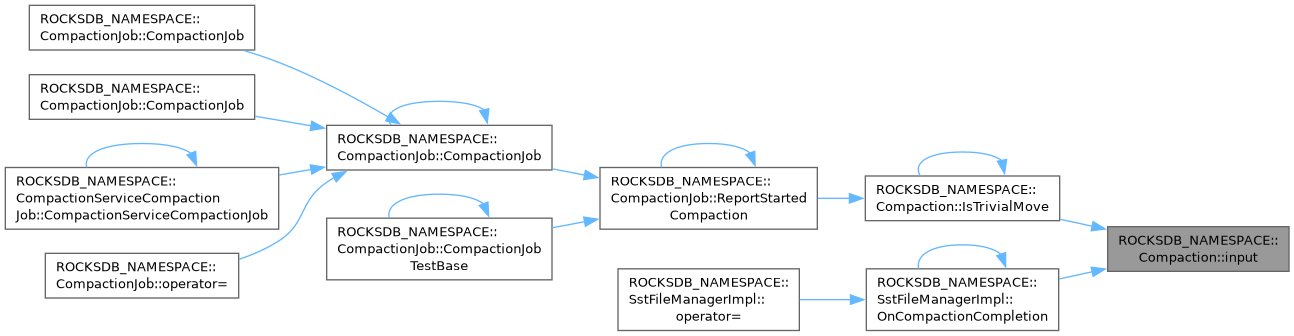 ROCKSDB_NAMESPACE::
CompactionJob::CompactionJob
ROCKSDB_NAMESPACE::
CompactionJob::CompactionJob
ROCKSDB_NAMESPACE::
CompactionServiceCompaction
Job::CompactionServiceCompactionJob
ROCKSDB_NAMESPACE::
CompactionJob::operator=
ROCKSDB_NAMESPACE::
CompactionJob::CompactionJob
ROCKSDB_NAMESPACE::
CompactionJob::CompactionJob
TestBase
ROCKSDB_NAMESPACE::
CompactionJob::ReportStarted
Compaction
ROCKSDB_NAMESPACE::
SstFileManagerImpl::
operator=
ROCKSDB_NAMESPACE::
Compaction::IsTrivialMove
ROCKSDB_NAMESPACE::
SstFileManagerImpl::
OnCompactionCompletion
ROCKSDB_NAMESPACE::
Compaction::input